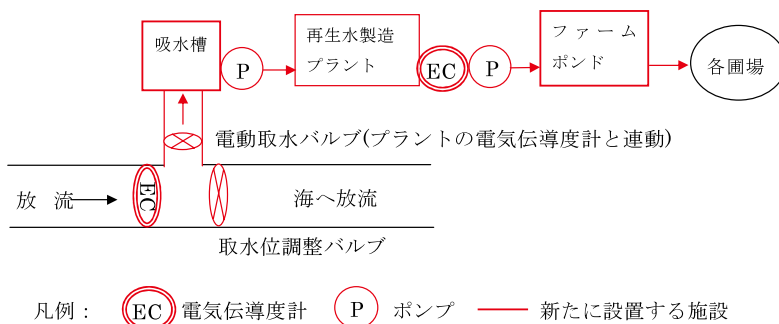 吸水槽
P
再生水製造
プラント
EC
P
ファーム
ポンド
各圃場
電動取水バルブ(プラントの電気伝導度計と連動)
放 流
EC
海へ放流
取水位調整バルブ
凡例： EC 電気伝導度計 P ポンプ 新たに設置する施設